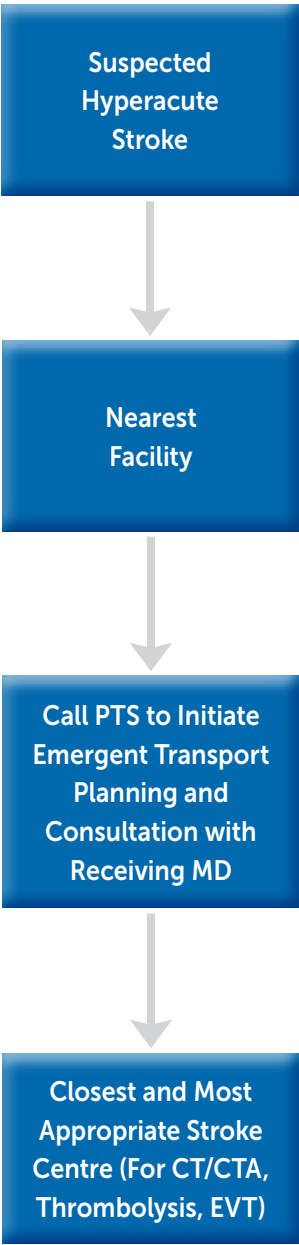 Suspected
Hyperacute
Stroke
Nearest
Facility
Call PTS to Initiate
Emergent Transport
Planning and
Consultation with
Receiving MD
Closest and Most
Appropriate Stroke
Centre (For CT/CTA,
Thrombolysis, EVT)